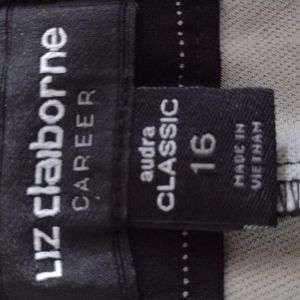 LIZ claiborne
CAREER
audra
CLASSIC
16
MADE IN
VIETNAM